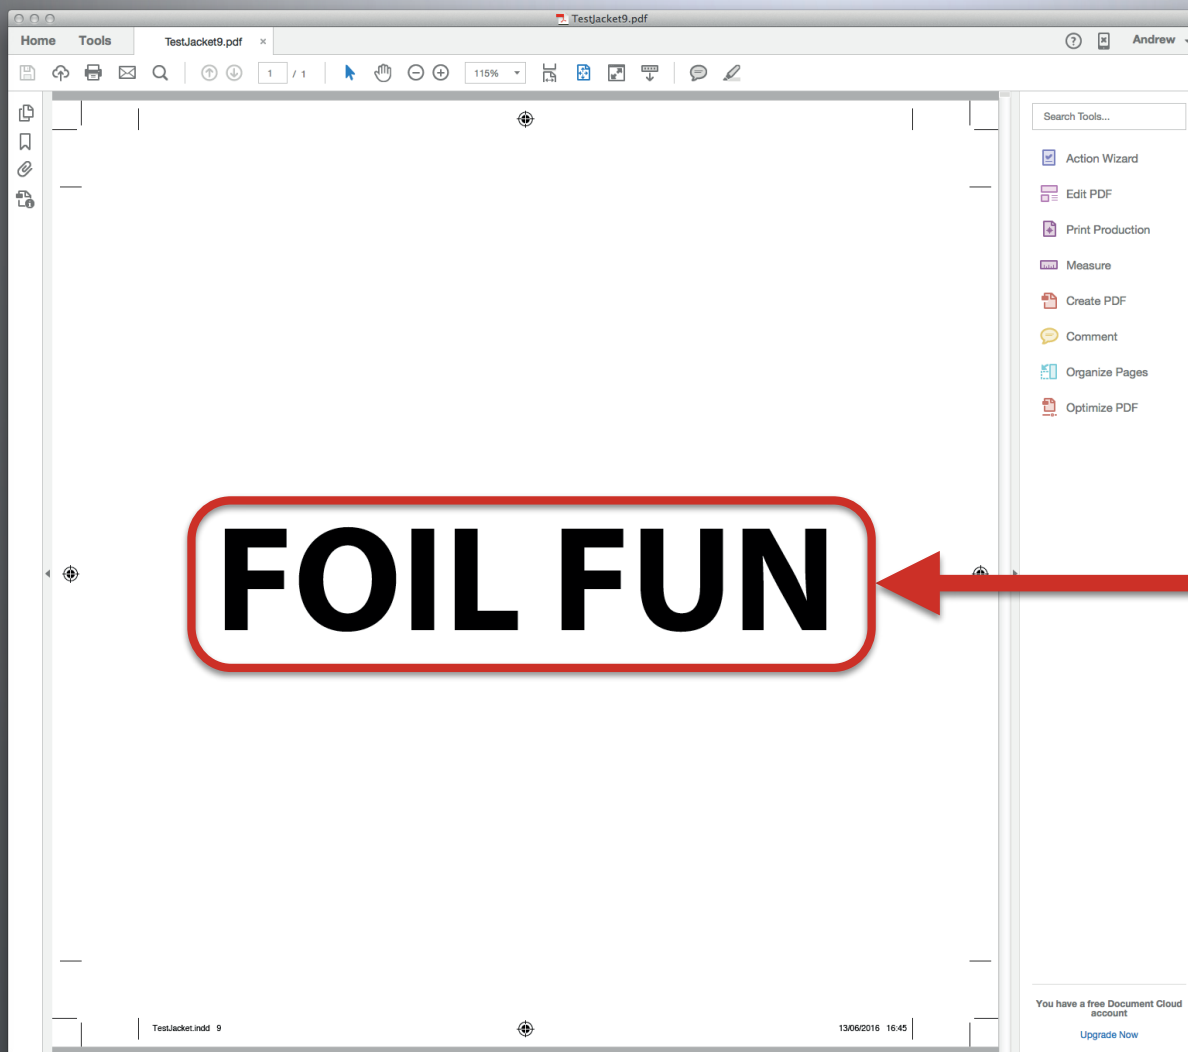 TestJacket9.pdf
Home Tools TestJacket9.pdf × ? Andrew
1 / 1 115%
Search Tools...
Action Wizard
Edit PDF
Print Production
Measure
Create PDF
Comment
Organize Pages
Optimize PDF
FOIL FUN
TestJacket.indd 9 13/06/2016 16:45
You have a free Document Cloud
account
Upgrade Now